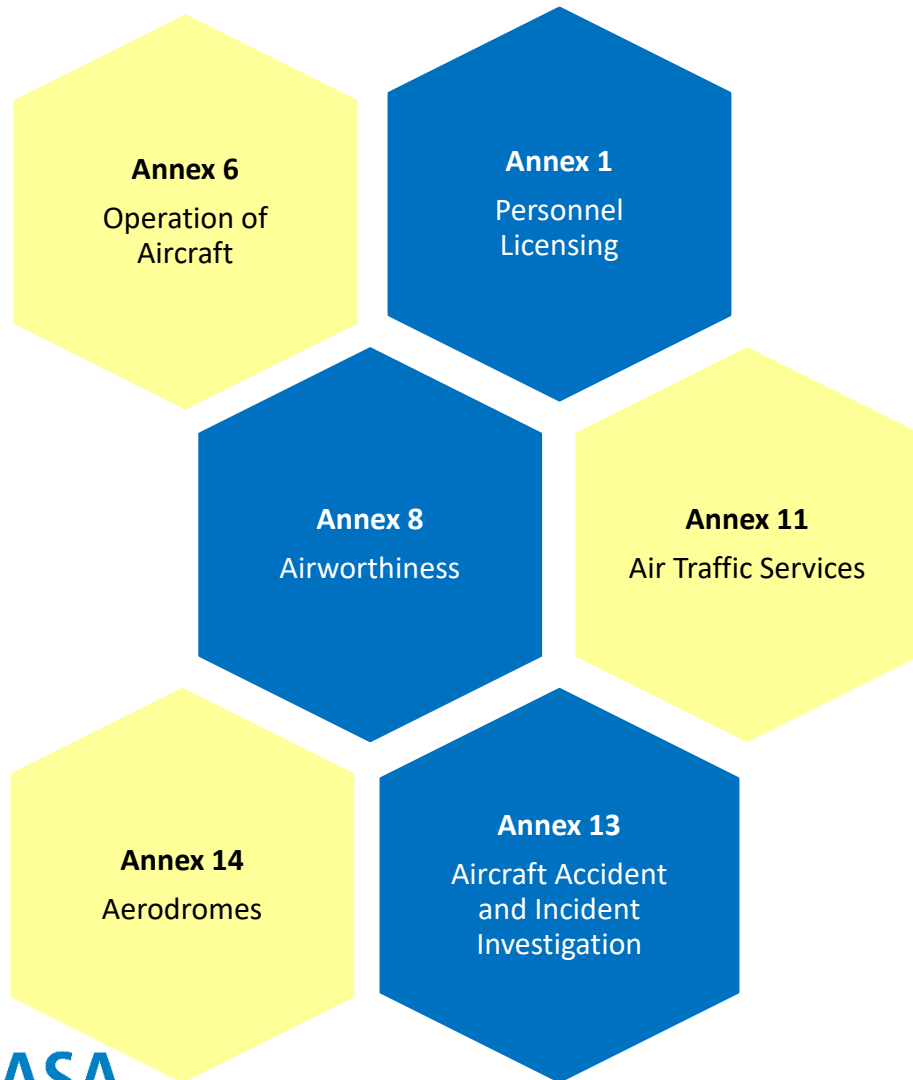 Annex 6
Operation of
Aircraft
Annex 1
Personnel
Licensing
Annex 8
Airworthiness
Annex 11
Air Traffic Services
Annex 14
Aerodromes
Annex 13
Aircraft Accident
and Incident
Investigation
ASA